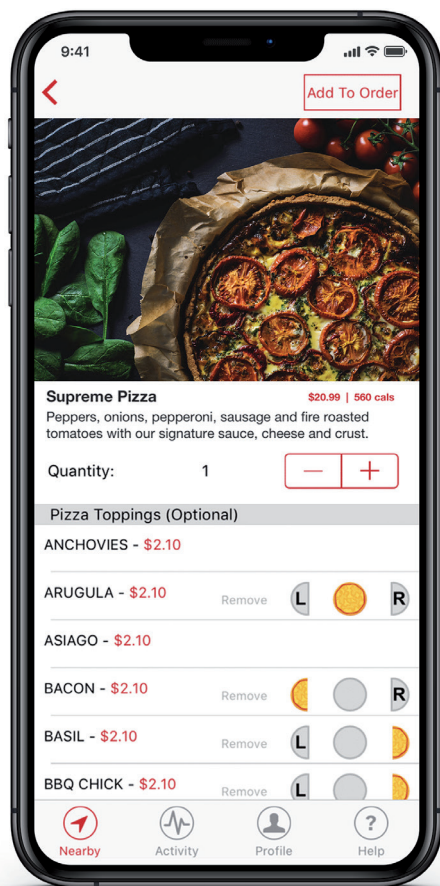 9:41
Add To Order
Supreme Pizza $20.99 | 560 cals
Peppers, onions, pepperoni, sausage and fire roasted
tomatoes with our signature sauce, cheese and crust.
Quantity: 1 — +
Pizza Toppings (Optional)
ANCHOVIES - $2.10
ARUGULA - $2.10 Remove L R
ASIAGO - $2.10
BACON - $2.10 Remove R
BASIL - $2.10 Remove L
BBQ CHICK - $2.10 Remove L
Nearby Activity Profile ? Help